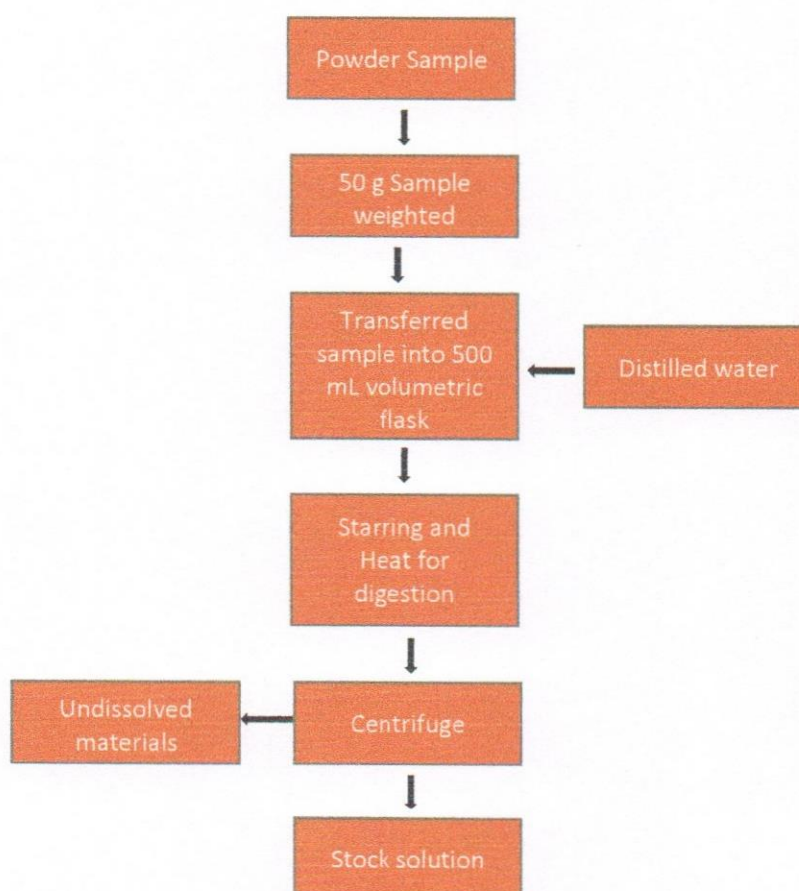 Powder Sample
50 g Sample
weighted
Transferred
sample into 500
mL volumetric
flask
Distilled water
Starring and
Heat for
digestion
Undissolved
materials
Centrifuge
Stock solution